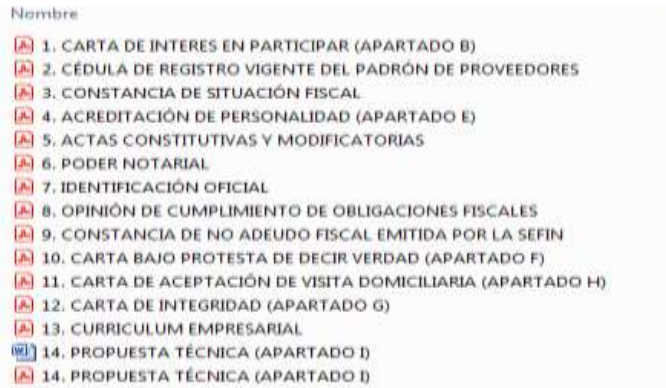 Nombre
1. CARTA DE INTERES EN PARTICIPAR (APARTADO B)
2. CÉDULA DE REGISTRO VIGENTE DEL PADRÓN DE PROVEEDORES
3. CONSTANCIA DE SITUACIÓN FISCAL
4. ACREDITACIÓN DE PERSONALIDAD (APARTADO E)
5. ACTAS CONSTITUTIVAS Y MODIFICATORIAS
6. PODER NOTARIAL
7. IDENTIFICACIÓN OFICIAL
8. OPINIÓN DE CUMPLIMIENTO DE OBLIGACIONES FISCALES
9. CONSTANCIA DE NO ADEUDO FISCAL EMITIDA POR LA SEFIN
10. CARTA BAJO PROTESTA DE DECIR VERDAD (APARTADO F)
11. CARTA DE ACEPTACIÓN DE VISITA DOMICILIARIA (APARTADO H)
12. CARTA DE INTEGRIDAD (APARTADO G)
13. CURRICULUM EMPRESARIAL
14. PROPUESTA TÉCNICA (APARTADO I)
14. PROPUESTA TÉCNICA (APARTADO I)